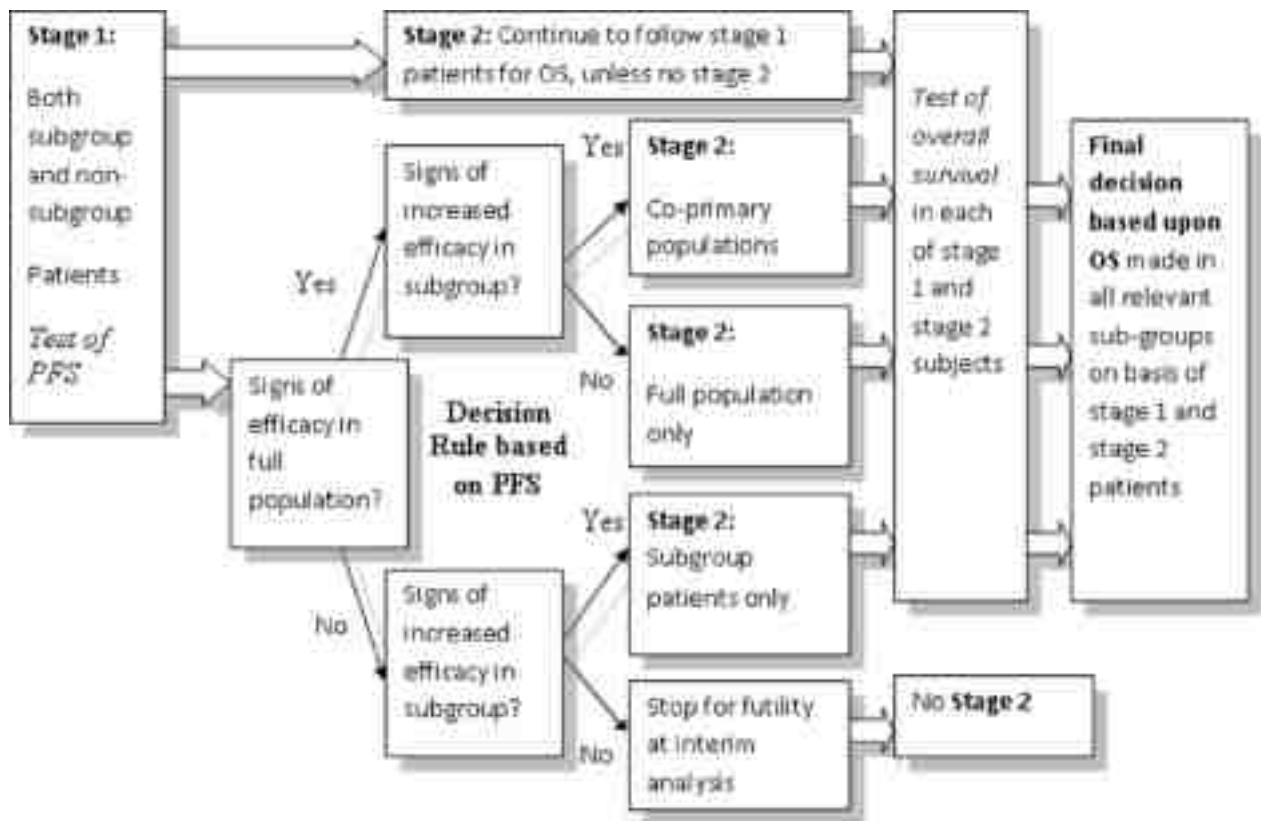 Stage 1:
Both
subgroup
and non-
subgroup
Patients
Test of
PFS
Stage 2: Continue to follow stage 1
patients for OS, unless no stage 2
Signs of
efficacy in
full
population?
Yes
No
Decision
Rule based
on PFS
Signs of
increased
efficacy in
subgroup?
Yes
No
Stage 2:
Co-primary
populations
Stage 2:
Full population
only
Signs of
increased
efficacy in
subgroup?
Yes
No
Stage 2:
Subgroup
patients only
Stop for futility
at interim
analysis
Test of
overall
survival
in each
of stage
1 and
stage 2
subjects
Final
decision
based upon
OS made in
all relevant
sub-groups
on basis of
stage 1 and
stage 2
patients
No Stage 2